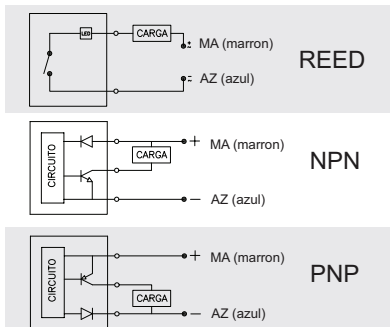 LED
CARGA
± MA (marron)
REED
= AZ (azul)
CIRCUITO
CARGA
+ MA (marron)
NPN
– AZ (azul)
CIRCUITO
CARGA
+ MA (marron)
PNP
– AZ (azul)